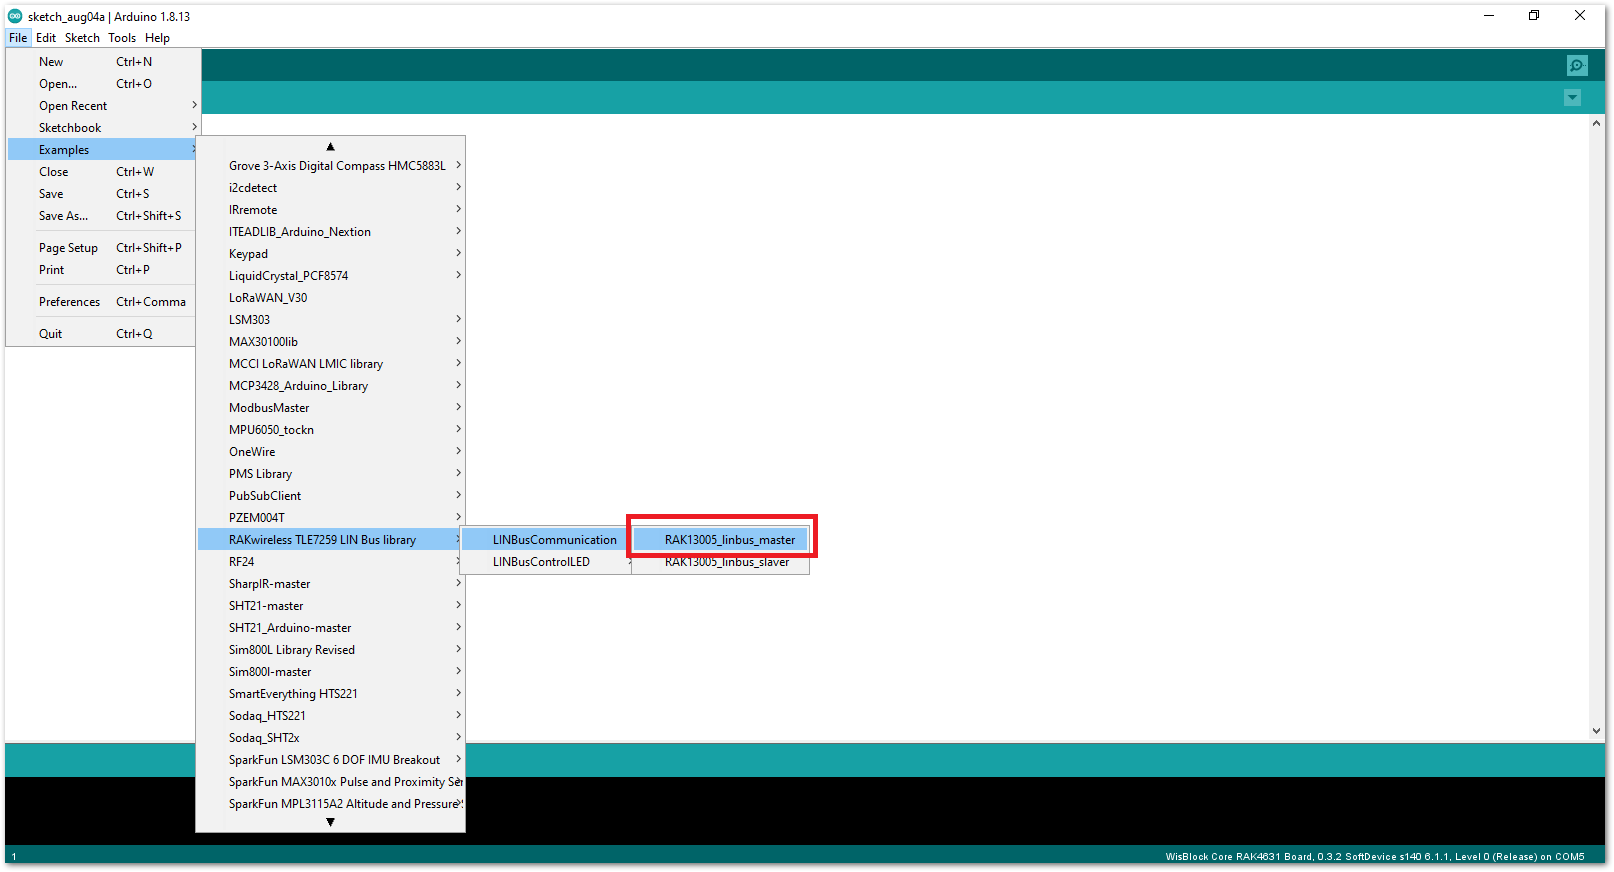 sketch_aug04a | Arduino 1.8.13
File Edit Sketch Tools Help
New Ctrl+N
Open... Ctrl+O
Open Recent
Sketchbook
Examples
Close Ctrl+W
Save Ctrl+S
Save As... Ctrl+Shift+S
Page Setup Ctrl+Shift+P
Print Ctrl+P
Preferences Ctrl+Comma
Quit Ctrl+Q
Grove 3-Axis Digital Compass HMC5883L
i2cdetect
IRremote
ITEADLIB_Arduino_Nextion
Keypad
LiquidCrystal_PCF8574
LoRaWAN_V30
LSM303
MAX30100lib
MCCI LoRaWAN LMIC library
MCP3428_Arduino_Library
ModbusMaster
MPU6050_tockn
OneWire
PMS Library
PubSubClient
PZEM004T
RAKwireless TLE7259 LIN Bus library
RF24
SharpIR-master
SHT21-master
SHT21_Arduino-master
Sim800L Library Revised
Sim800l-master
SmartEverything HTS221
Sodaq_HTS221
Sodaq_SHT2x
SparkFun LSM303C 6 DOF IMU Breakout
SparkFun MAX3010x Pulse and Proximity Ser
SparkFun MPL3115A2 Altitude and Pressure
LINBusCommunication
LINBusControlLED
RAK13005_linbus_master
RAK13005_linbus_slaver
1
WisBlock Core RAK4631 Board, 0.3.2 SoftDevice s140 6.1.1, Level 0 (Release) on COM5